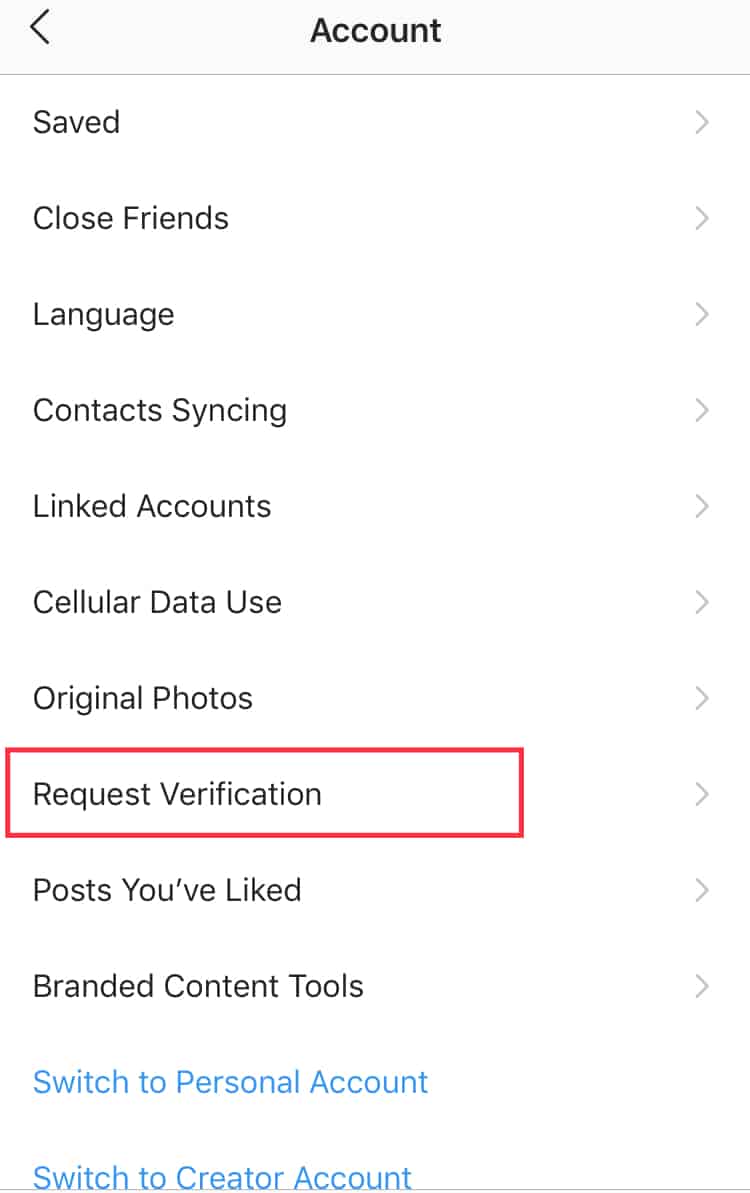 Account
Saved
Close Friends
Language
Contacts Syncing
Linked Accounts
Cellular Data Use
Original Photos
Request Verification
Posts You’ve Liked
Branded Content Tools
Switch to Personal Account
Switch to Creator Account